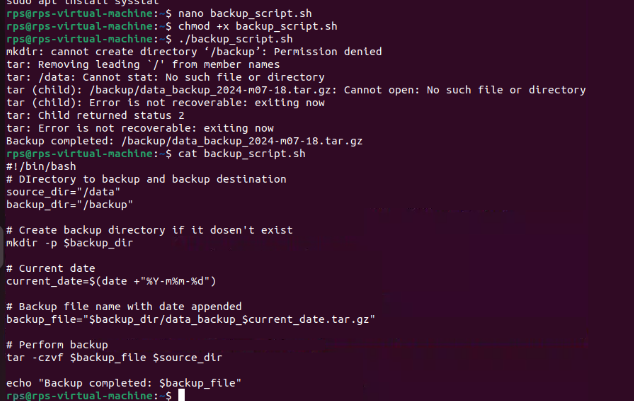 sudo apt install sysstat
rps@rps-virtual-machine:~$ nano backup_script.sh
rps@rps-virtual-machine:~$ chmod +x backup_script.sh
rps@rps-virtual-machine:~$ ./backup_script.sh
mkdir: cannot create directory ‘/backup’: Permission denied
tar: Removing leading `/' from member names
tar: /data: Cannot stat: No such file or directory
tar (child): /backup/data_backup_2024-m07-18.tar.gz: Cannot open: No such file or directory
tar (child): Error is not recoverable: exiting now
tar: Child returned status 2
tar: Error is not recoverable: exiting now
Backup completed: /backup/data_backup_2024-m07-18.tar.gz
rps@rps-virtual-machine:~$ cat backup_script.sh
#!/bin/bash
# DIrectory to backup and backup destination
source_dir="/data"
backup_dir="/backup"

# Create backup directory if it dosen't exist
mkdir -p $backup_dir

# Current date
current_date=$(date +"%Y-m%m-%d")

# Backup file name with date appended
backup_file="$backup_dir/data_backup_$current_date.tar.gz"

# Perform backup
tar -czvf $backup_file $source_dir

echo "Backup completed: $backup_file"
rps@rps-virtual-machine:~$